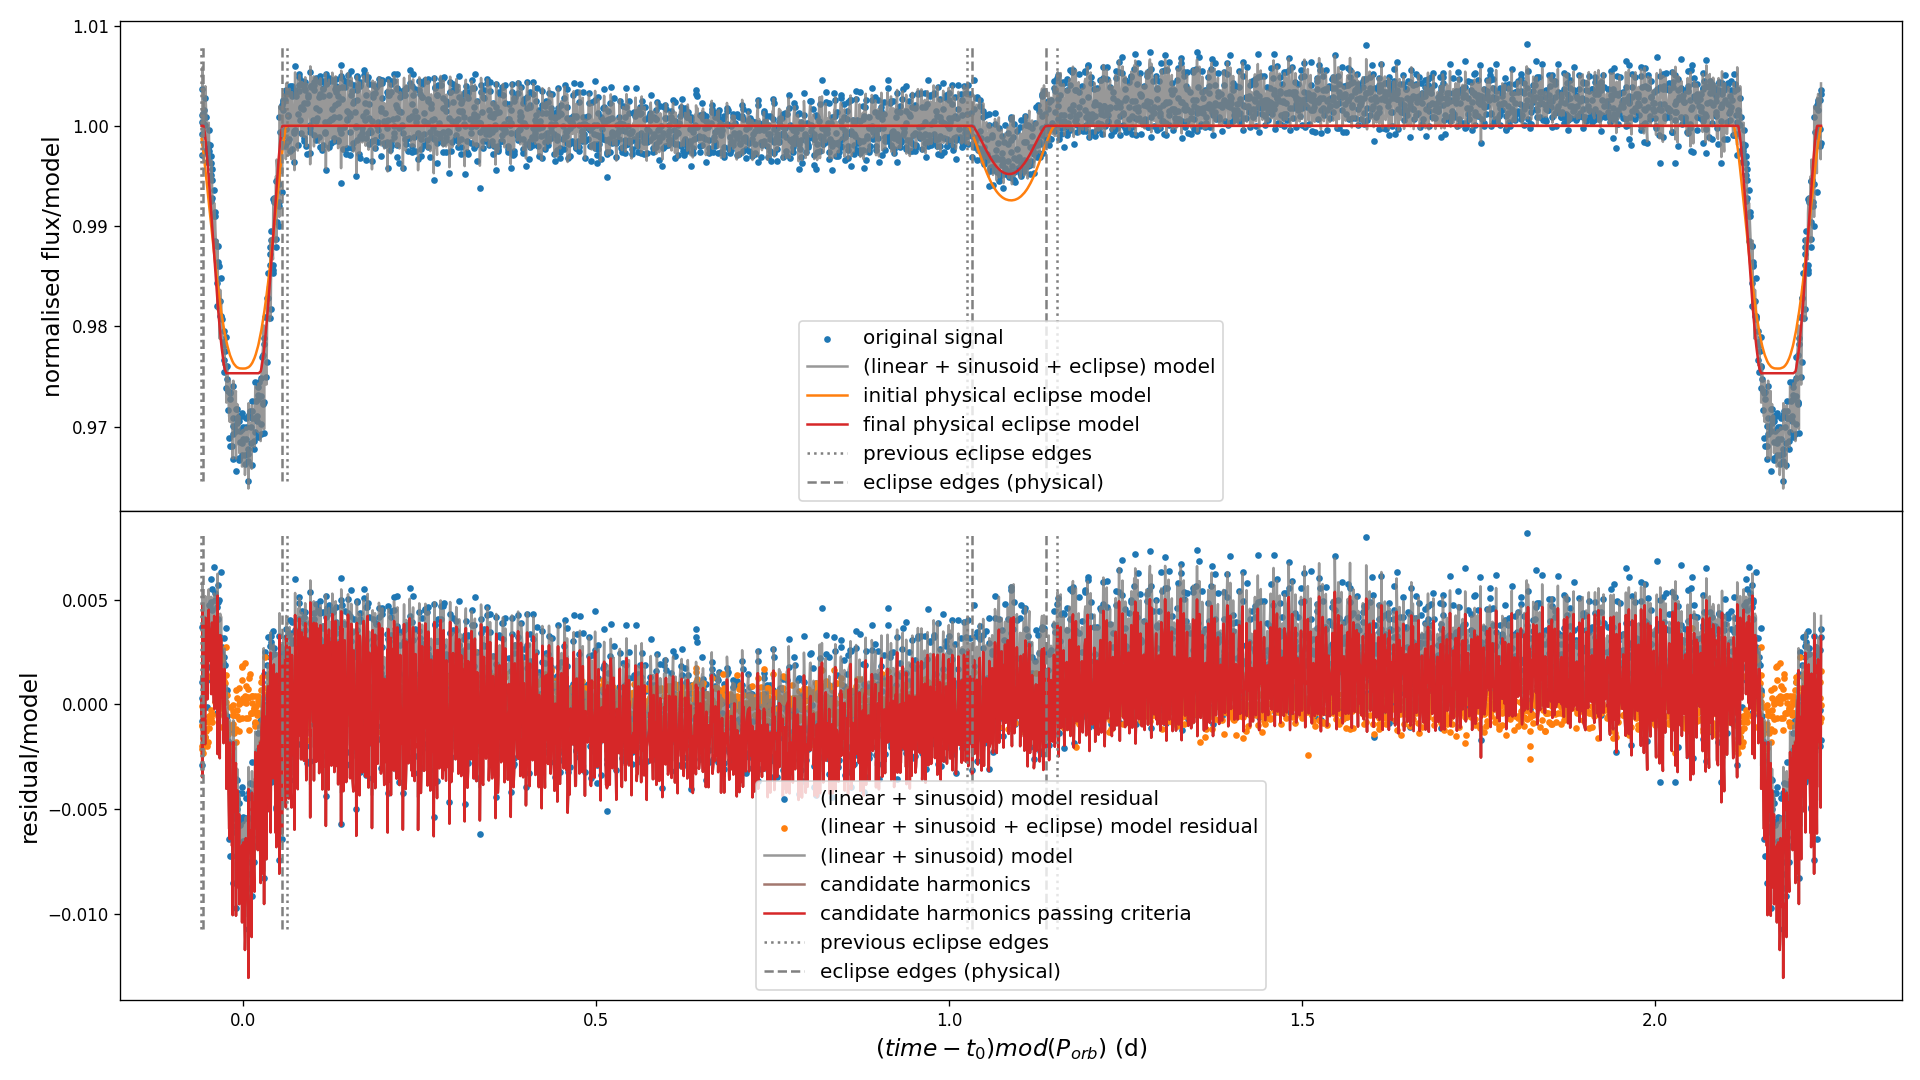 1.01
1.00
0.99
0.98
0.97
normalised flux/model
original signal
(linear + sinusoid + eclipse) model
initial physical eclipse model
final physical eclipse model
previous eclipse edges
eclipse edges (physical)
0.005
0.000
−0.005
−0.010
residual/model
(linear + sinusoid) model residual
(linear + sinusoid + eclipse) model residual
(linear + sinusoid) model
candidate harmonics
candidate harmonics passing criteria
previous eclipse edges
eclipse edges (physical)
0.0 0.5 1.0 1.5 2.0
(time − t₀)mod(P_orb) (d)